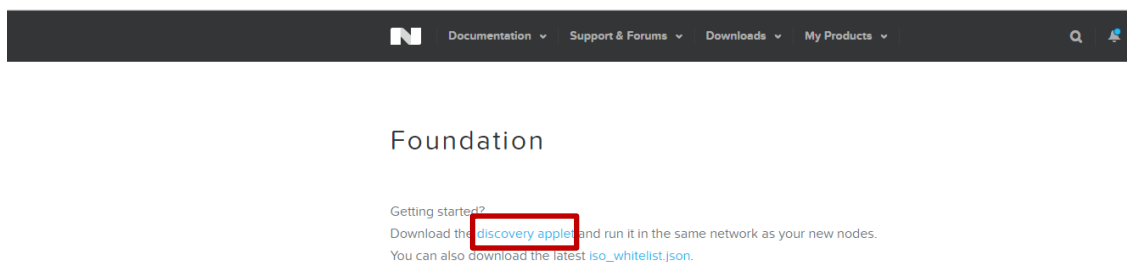 Documentation Support & Forums Downloads My Products
Foundation
Getting started?
Download the discovery applet and run it in the same network as your new nodes.
You can also download the latest iso_whitelist.json.